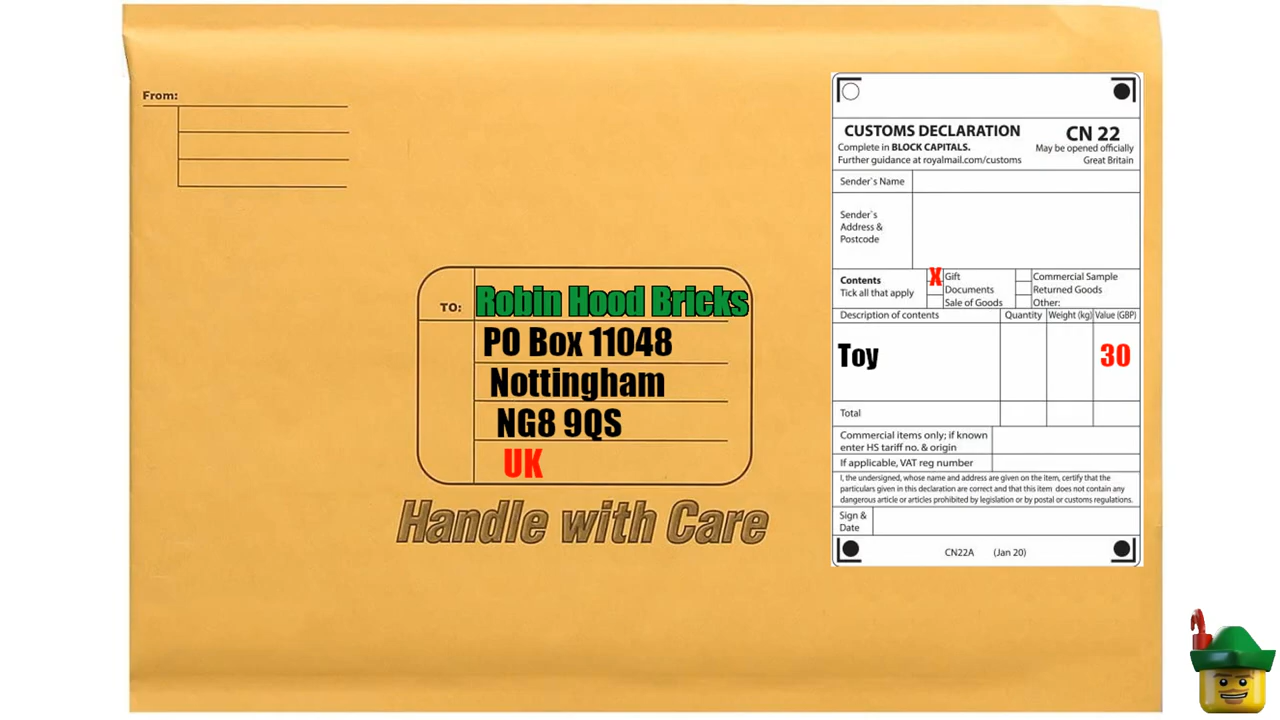 From:
TO: Robin Hood Bricks
PO Box 11048
Nottingham
NG8 9QS
UK
Handle with Care
CUSTOMS DECLARATION CN 22
Complete in BLOCK CAPITALS. May be opened officially
Further guidance at royalmail.com/customs Great Britain
Sender`s Name
Sender`s
Address &
Postcode
Contents
Tick all that apply
X Gift
Documents
Sale of Goods
Commercial Sample
Returned Goods
Other:
Description of contents Quantity Weight (kg) Value (GBP)
Toy 30
Total
Commercial items only; if known
enter HS tariff no. & origin
If applicable, VAT reg number
I, the undersigned, whose name and address are given on the Item, certify that the
particulars given in this declaration are correct and that this item does not contain any
dangerous article or articles prohibited by legislation or by postal or customs regulations.
Sign &
Date
CN22A (Jan 20)